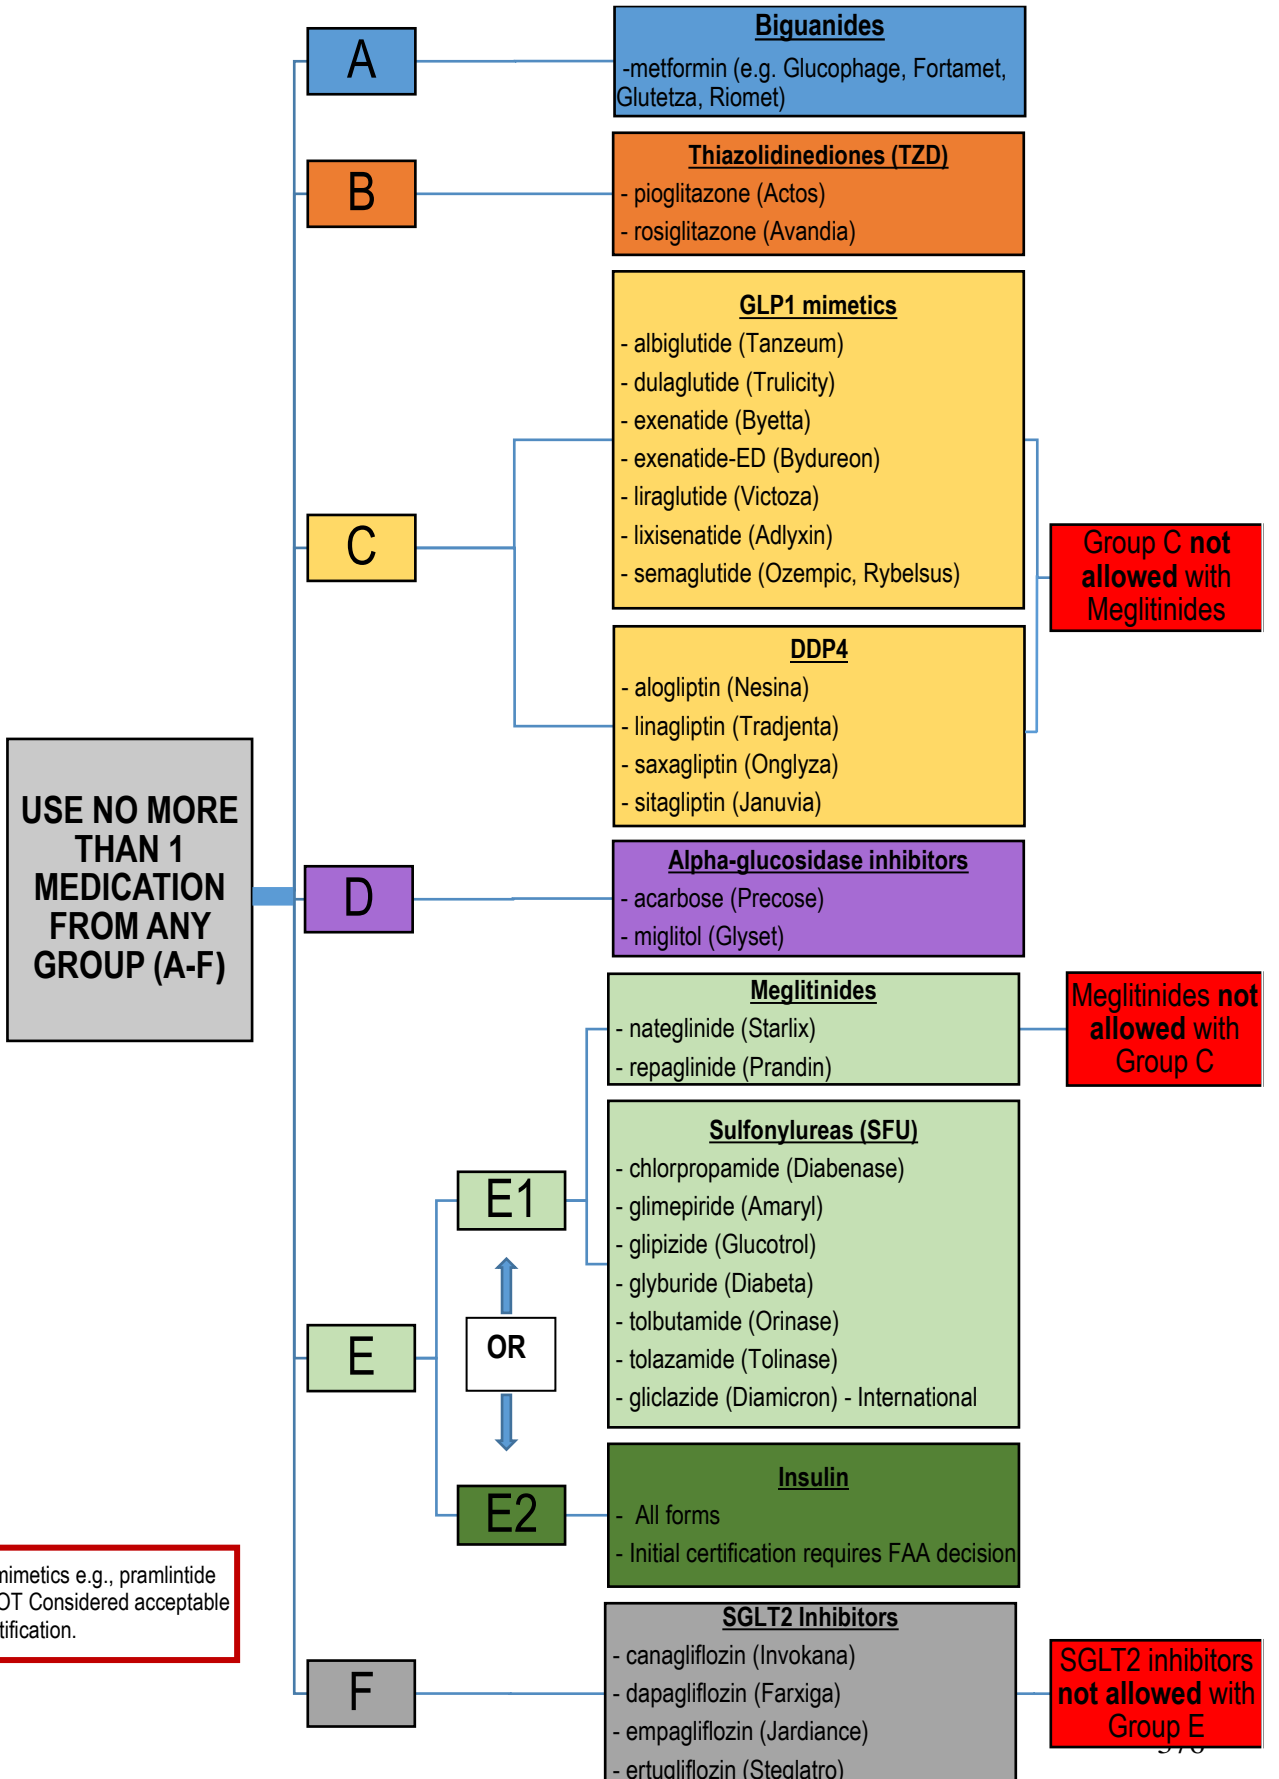 A
Biguanides
-metformin (e.g. Glucophage, Fortamet,
Glutetza, Riomet)
B
Thiazolidinediones (TZD)
- pioglitazone (Actos)
- rosiglitazone (Avandia)
C
GLP1 mimetics
- albiglutide (Tanzeum)
- dulaglutide (Trulicity)
- exenatide (Byetta)
- exenatide-ED (Bydureon)
- liraglutide (Victoza)
- lixisenatide (Adlyxin)
- semaglutide (Ozempic, Rybelsus)
Group C not
allowed with
Meglitinides
DDP4
- alogliptin (Nesina)
- linagliptin (Tradjenta)
- saxagliptin (Onglyza)
- sitagliptin (Januvia)
USE NO MORE
THAN 1
MEDICATION
FROM ANY
GROUP (A-F)
D
Alpha-glucosidase inhibitors
- acarbose (Precose)
- miglitol (Glyset)
Meglitinides
- nateglinide (Starlix)
- repaglinide (Prandin)
Meglitinides not
allowed with
Group C
E
E1
Sulfonylureas (SFU)
- chlorpropamide (Diabenase)
- glimepiride (Amaryl)
- glipizide (Glucotrol)
- glyburide (Diabeta)
- tolbutamide (Orinase)
- tolazamide (Tolinase)
- gliclazide (Diamicron) - International
OR
E2
Insulin
- All forms
- Initial certification requires FAA decision
mimetics e.g., pramlintide
OT Considered acceptable
tification.
F
SGLT2 Inhibitors
- canagliflozin (Invokana)
- dapagliflozin (Farxiga)
- empagliflozin (Jardiance)
- ertugliflozin (Steglatro)
SGLT2 inhibitors
not allowed with
Group E